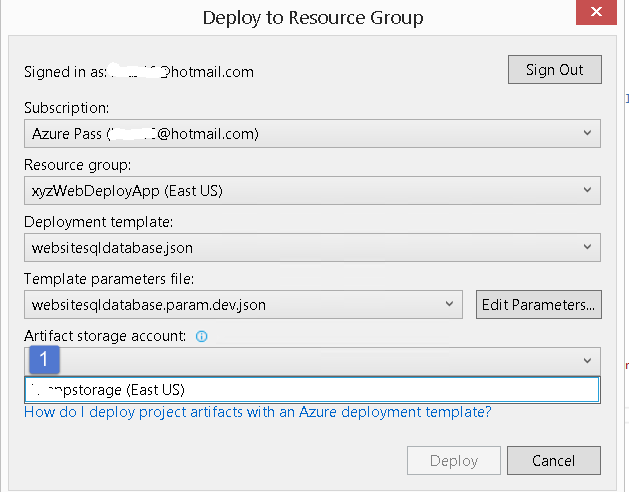 Deploy to Resource Group
Signed in as: @hotmail.com
Sign Out
Subscription:
Azure Pass ( @hotmail.com)
Resource group:
xyzWebDeployApp (East US)
Deployment template:
websitesqldatabase.json
Template parameters file:
websitesqldatabase.param.dev.json
Edit Parameters...
Artifact storage account:
1
(East US)
How do I deploy project artifacts with an Azure deployment template?
Deploy
Cancel